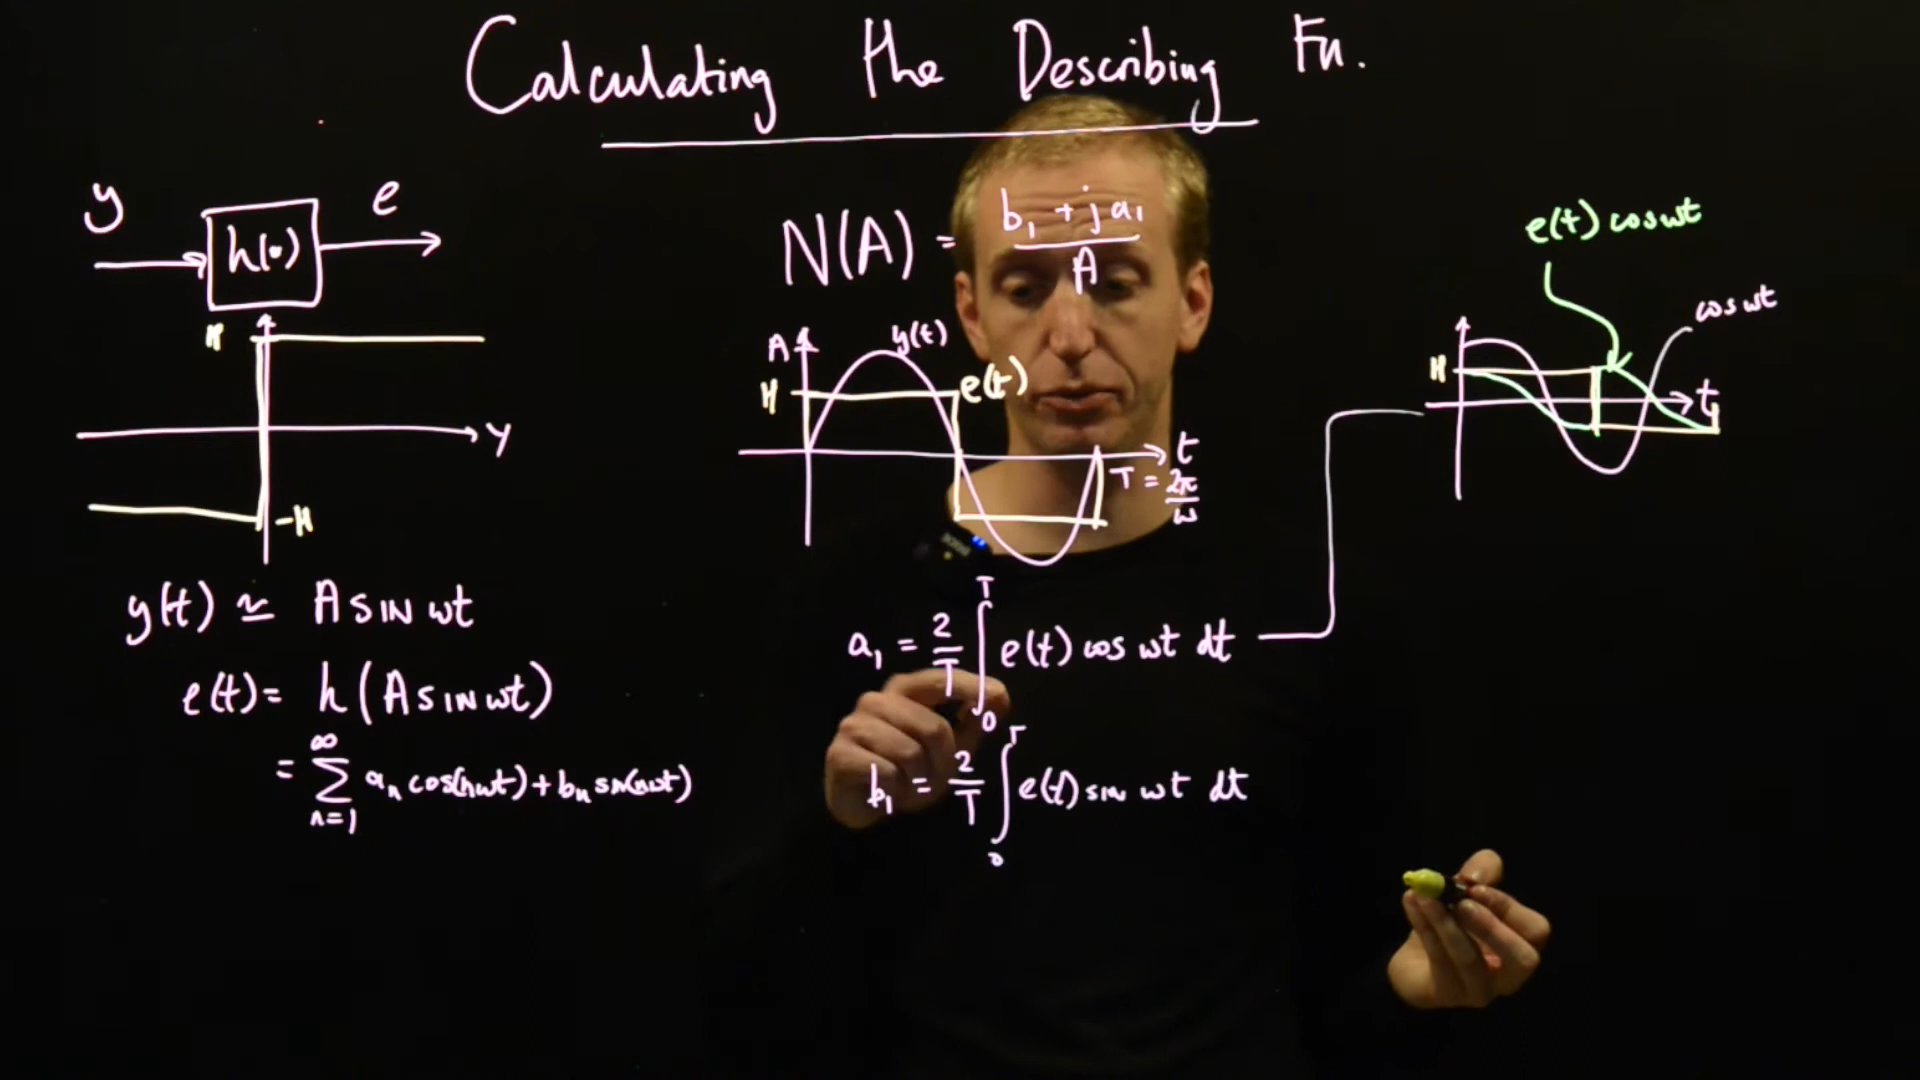 Calculating the Describing Fn.
y
h(·)
e
H
y
-H
y(t) ≃ A sin ωt
e(t) = h(A sin ωt)
= ∑_{n=1}^{∞} aₙ cos(nωt) + bₙ sin(nωt)
N(A) = (b₁ + j a₁) / A
A
y(t)
H
e(t)
t
T = 2π/ω
a₁ = 2/T ∫₀ᵀ e(t) cos ωt dt
b₁ = 2/T ∫₀ᵀ e(t) sin ωt dt
e(t) cos ωt
cos ωt
H
t